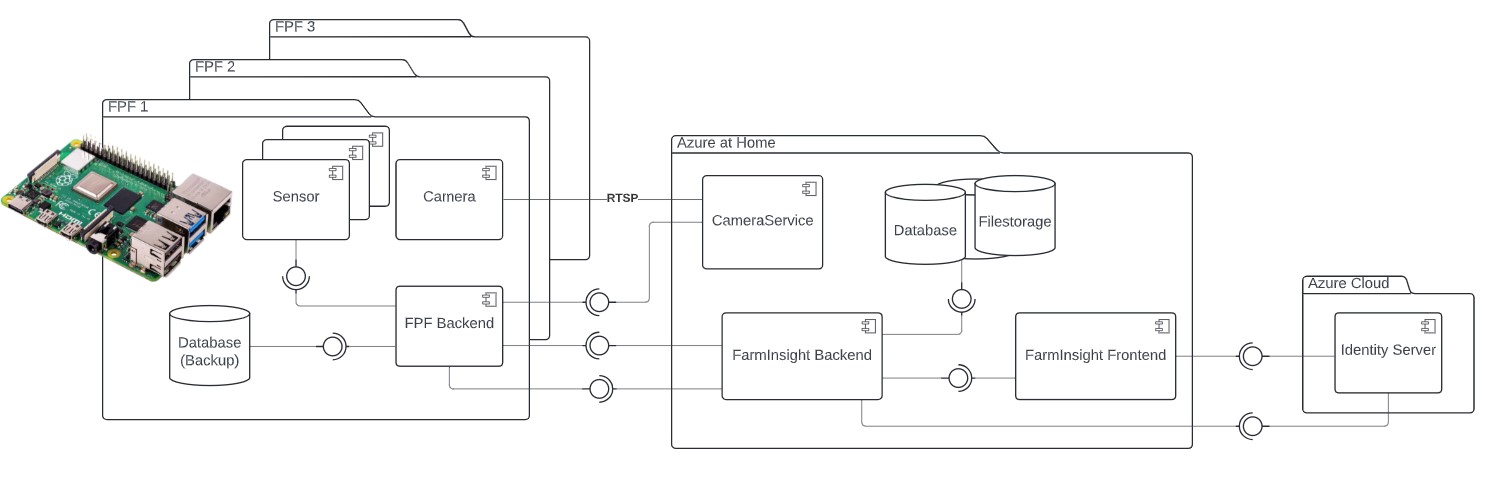 FPF 3
FPF 2
FPF 1
Sensor
Camera
RTSP
Database
(Backup)
FPF Backend
Azure at Home
CameraService
Database
Filestorage
FarmInsight Backend
FarmInsight Frontend
Azure Cloud
Identity Server